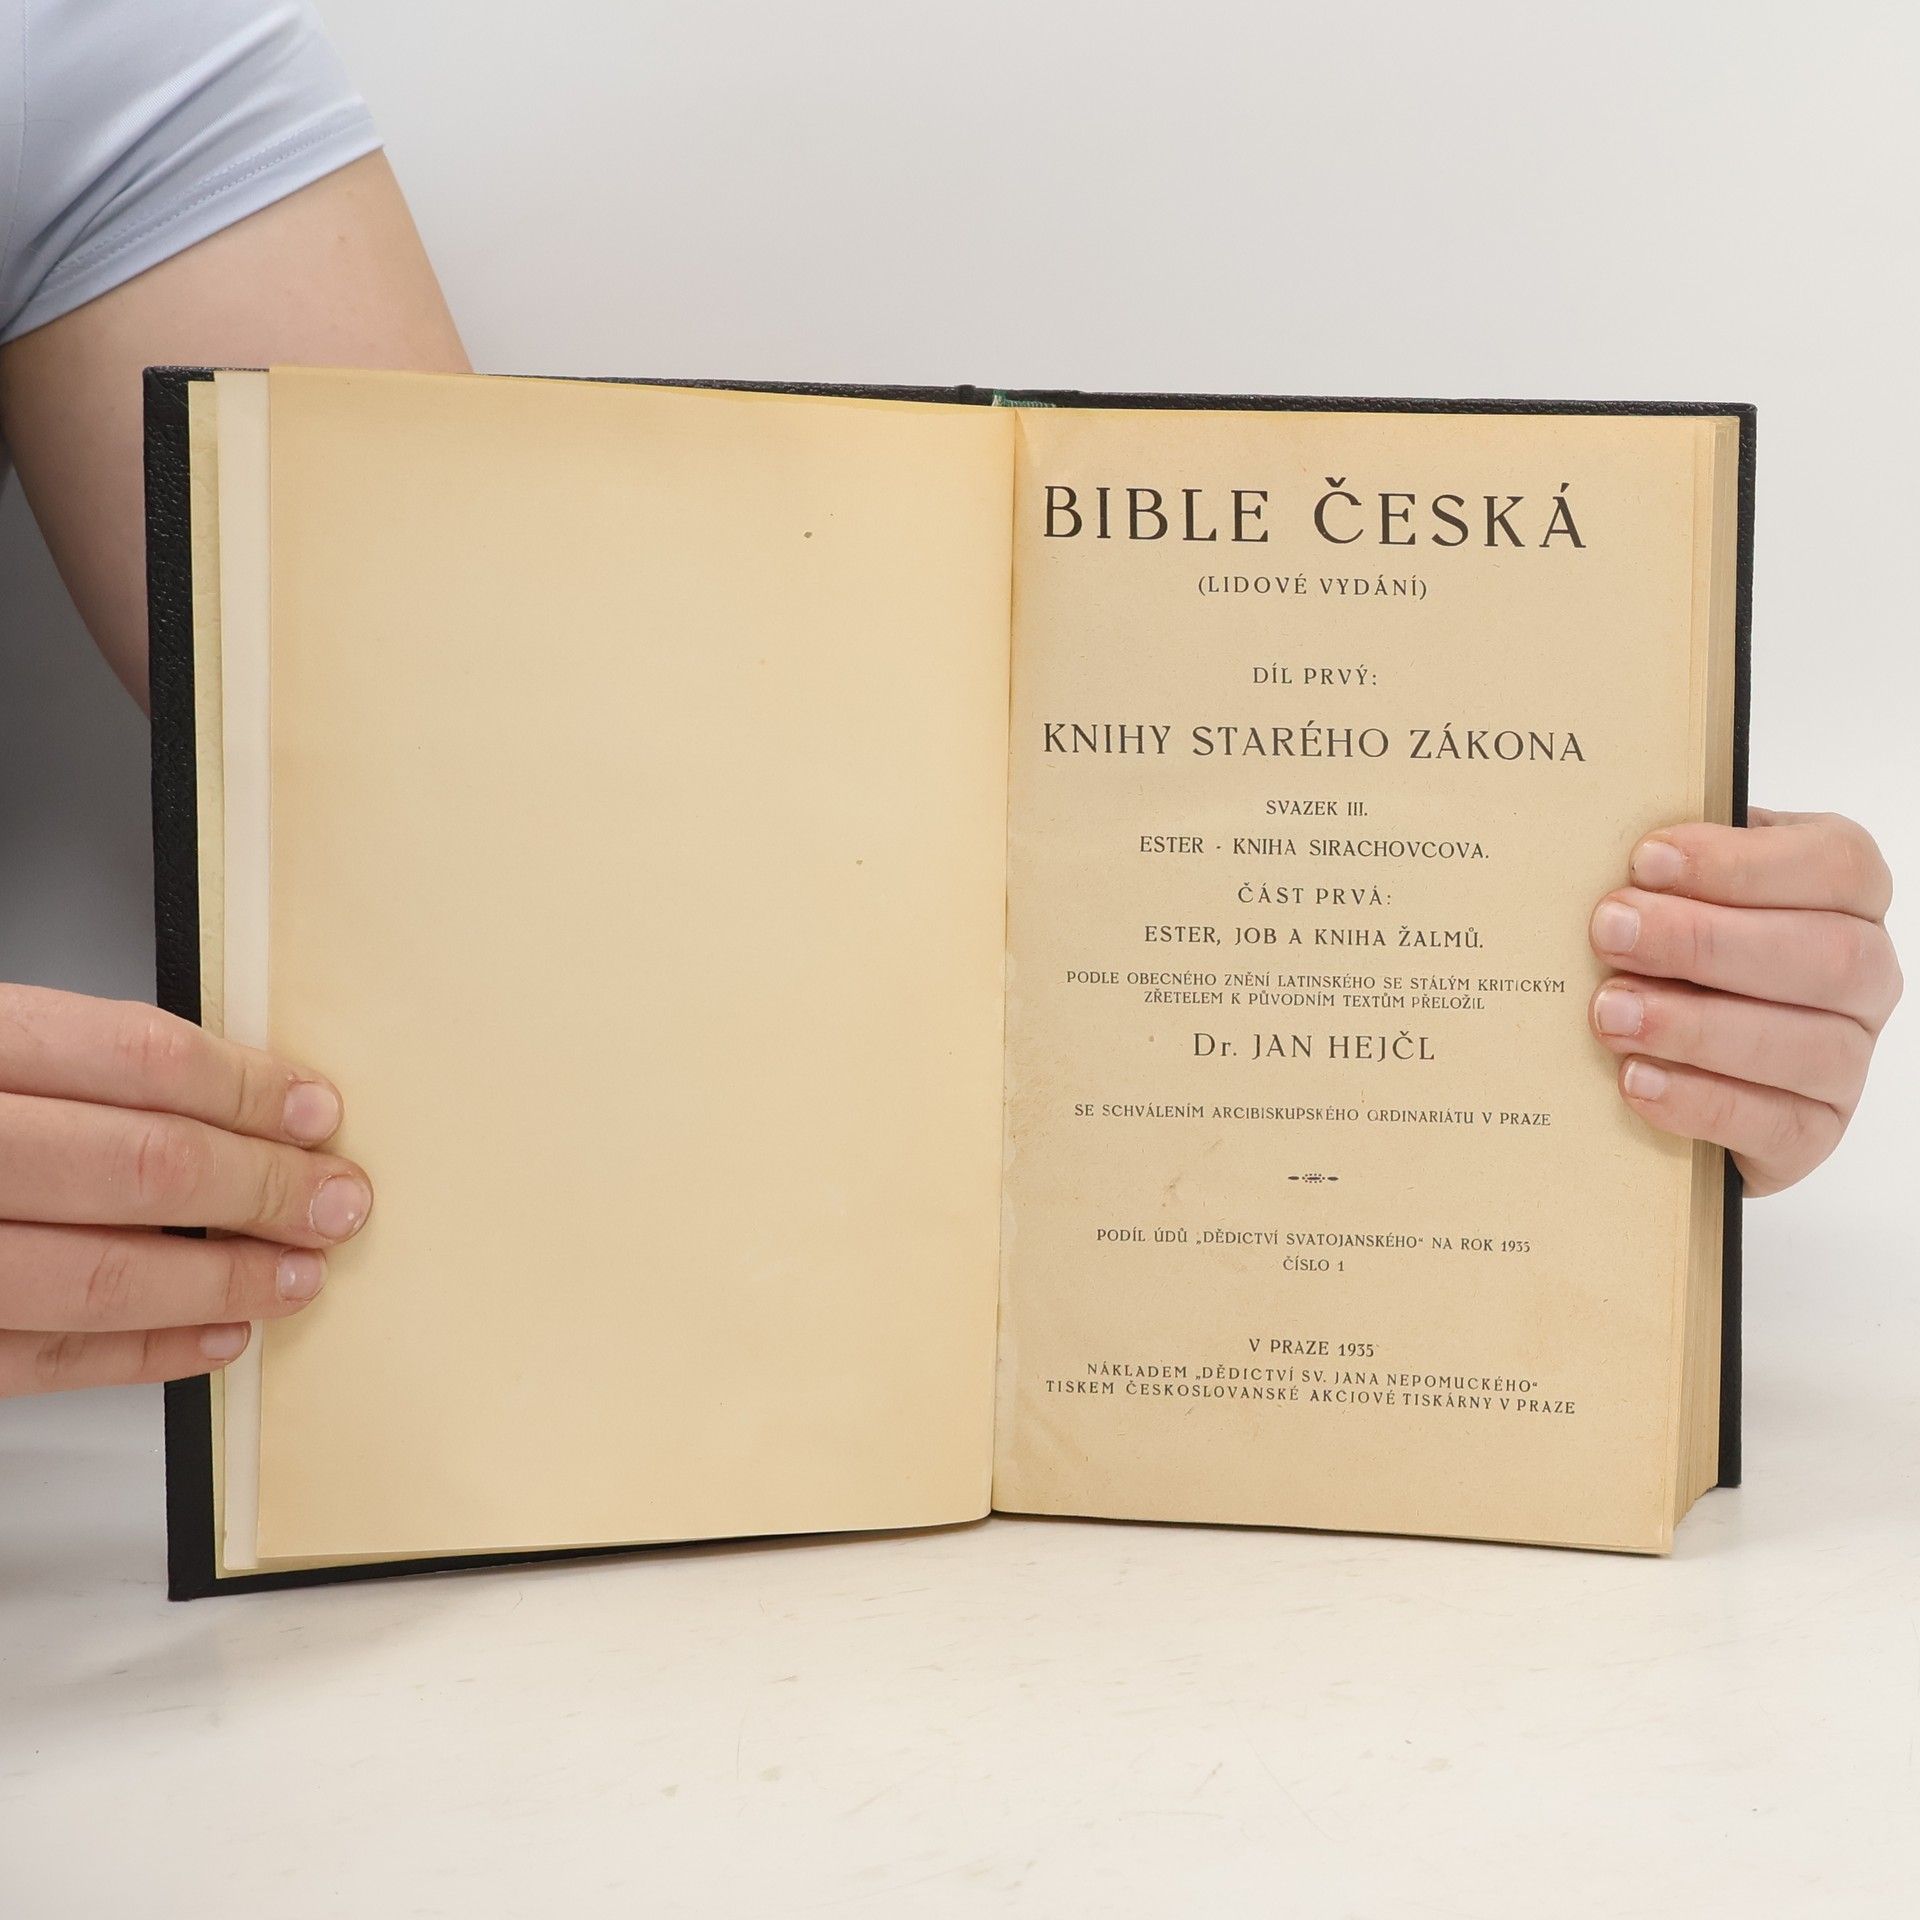 BIBLE ČESKÁ
(LIDOVÉ VYDÁNÍ)
DÍL PRVÝ:
KNIHY STARÉHO ZÁKONA
SVAZEK III.
ESTER - KNIHA SIRACHOVCOVA.
ČÁST PRVÁ:
ESTER, JOB A KNIHA ŽALMŮ.
PODLE OBECNÉHO ZNĚNÍ LATINSKÉHO SE STÁLÝM KRITICKÝM
ZŘETELEM K PŮVODNÍM TEXTŮM PŘELOŽIL
Dr. JAN HEJČL
SE SCHVÁLENÍM ARCIBISKUPSKÉHO ORDINARIÁTU V PRAZE
PODÍL ÚDŮ „DĚDICTVÍ SVATOJANSKÉHO“ NA ROK 1935
ČÍSLO 1
V PRAZE 1935
NÁKLADEM „DĚDICTVÍ SV. JANA NEPOMUCKÉHO“
TISKEM ČESKOSLOVANSKÉ AKCIOVÉ TISKÁRNY V PRAZE